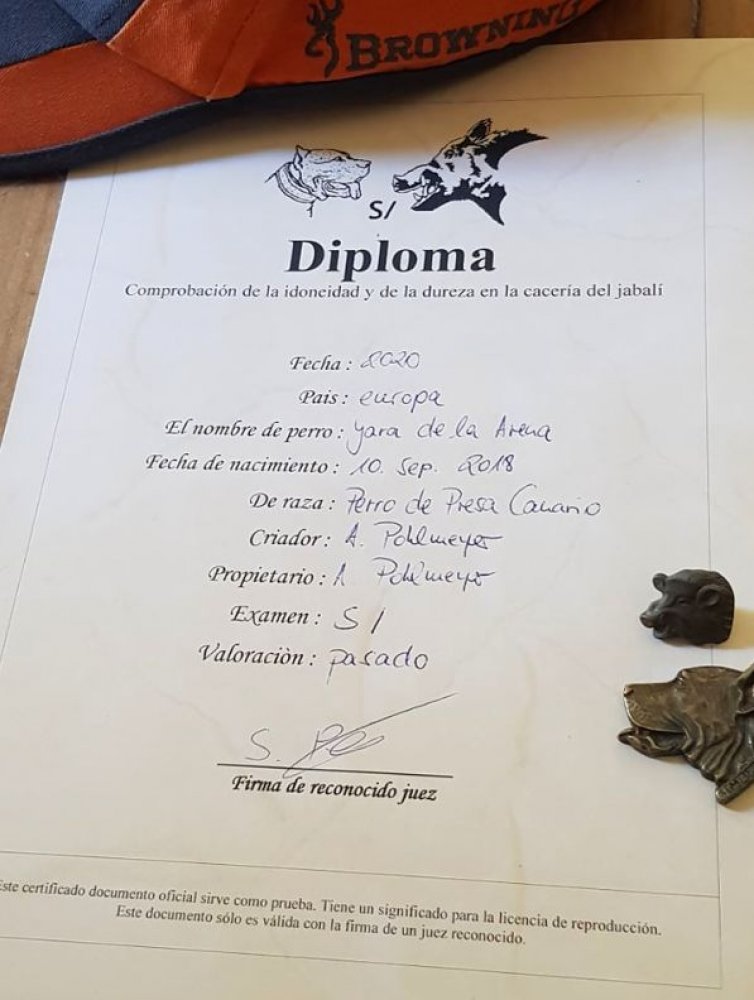 BROWNING
S/
Diploma
Comprobación de la idoneidad y de la dureza en la cacería del jabalí
Fecha : 2020
Pais : europa
El nombre de perro : yara de la Arena
Fecha de nacimiento : 10. Sep. 2018
De raza : Perro de Presa Canario
Criador : A. Pohlmeyer
Propietario : A. Pohlmeyer
Examen : S/
Valoraciòn : pasado
S.
Firma de reconocido juez
Este certificado documento oficial sirve como prueba. Tiene un significado para la licencia de reproducción.
Este documento sólo es válida con la firma de un juez reconocido.